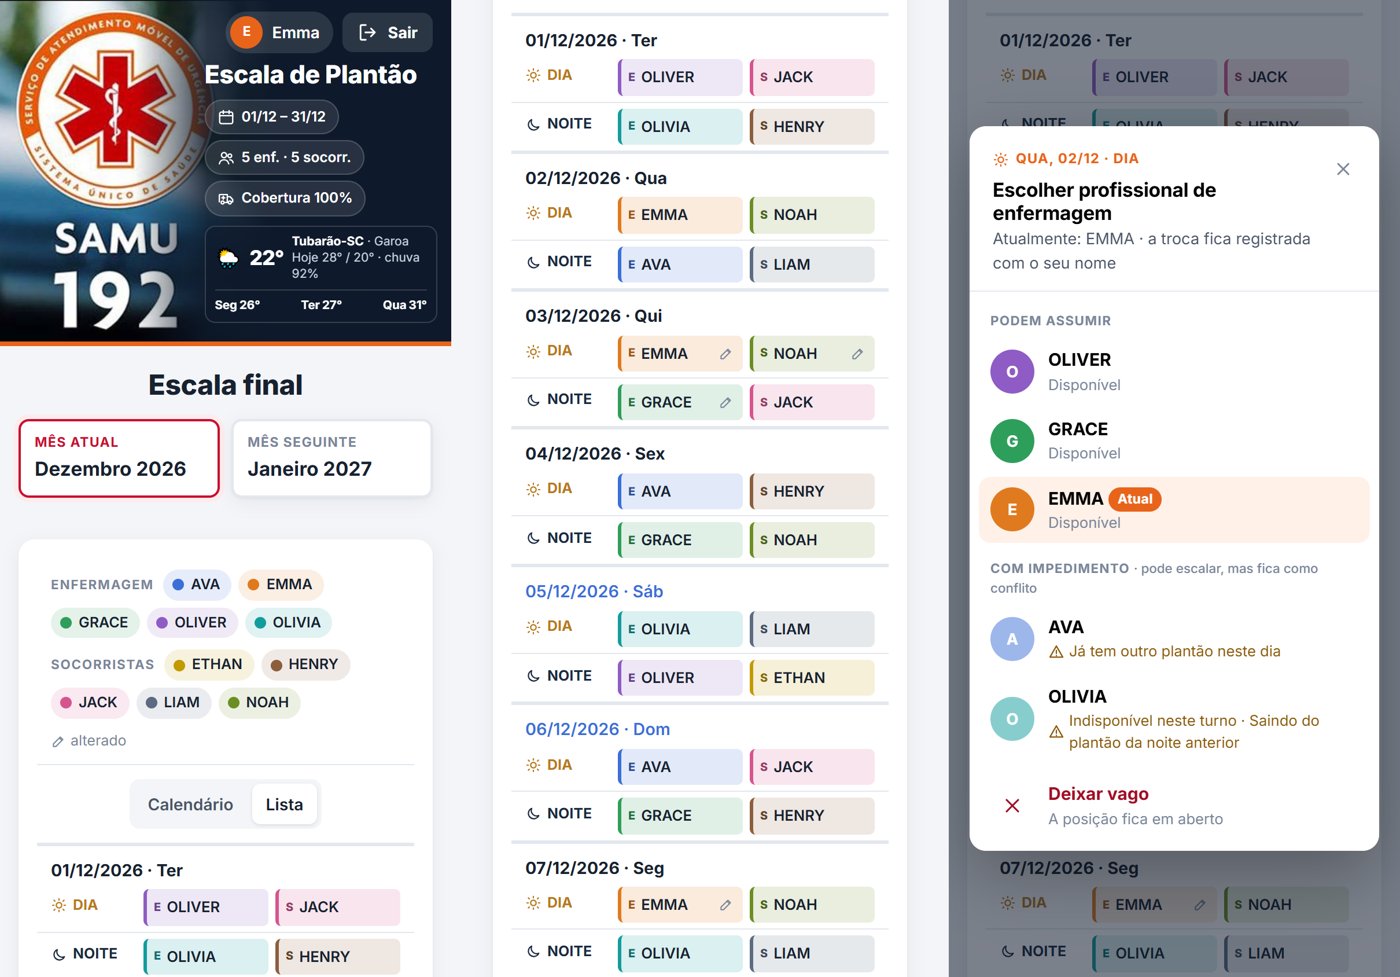 SERVIÇO DE ATENDIMENTO MÓVEL DE URGÊNCIA
SISTEMA ÚNICO DE SAÚDE
SAMU
192
E Emma
Sair
Escala de Plantão
01/12 – 31/12
5 enf. · 5 socorr.
Cobertura 100%
22°
Tubarão-SC · Garoa
Hoje 28° / 20° · chuva
92%
Seg 26° Ter 27° Qua 31°
Escala final
MÊS ATUAL
Dezembro 2026
MÊS SEGUINTE
Janeiro 2027
ENFERMAGEM AVA EMMA
GRACE OLIVER OLIVIA
SOCORRISTAS ETHAN HENRY
JACK LIAM NOAH
alterado
Calendário Lista
01/12/2026 · Ter
DIA E OLIVER S JACK
NOITE E OLIVIA S HENRY
01/12/2026 · Ter
DIA E OLIVER S JACK
NOITE E OLIVIA S HENRY
02/12/2026 · Qua
DIA E EMMA S NOAH
NOITE E AVA S LIAM
03/12/2026 · Qui
DIA E EMMA S NOAH
NOITE E GRACE S JACK
04/12/2026 · Sex
DIA E AVA S HENRY
NOITE E GRACE S NOAH
05/12/2026 · Sáb
DIA E OLIVIA S LIAM
NOITE E OLIVER S ETHAN
06/12/2026 · Dom
DIA E AVA S JACK
NOITE E GRACE S HENRY
07/12/2026 · Seg
DIA E EMMA S NOAH
NOITE E OLIVIA S LIAM
01/12/2026 · Ter
DIA E OLIVER S JACK
NOITE E OLIVIA S HENRY
QUA, 02/12 · DIA
Escolher profissional de
enfermagem
Atualmente: EMMA · a troca fica registrada
com o seu nome
PODEM ASSUMIR
O OLIVER
Disponível
G GRACE
Disponível
E EMMA Atual
Disponível
COM IMPEDIMENTO · pode escalar, mas fica como
conflito
A AVA
Já tem outro plantão neste dia
O OLIVIA
Indisponível neste turno · Saindo do
plantão da noite anterior
Deixar vago
A posição fica em aberto
07/12/2026 · Seg
DIA E EMMA S NOAH
NOITE E OLIVIA S LIAM